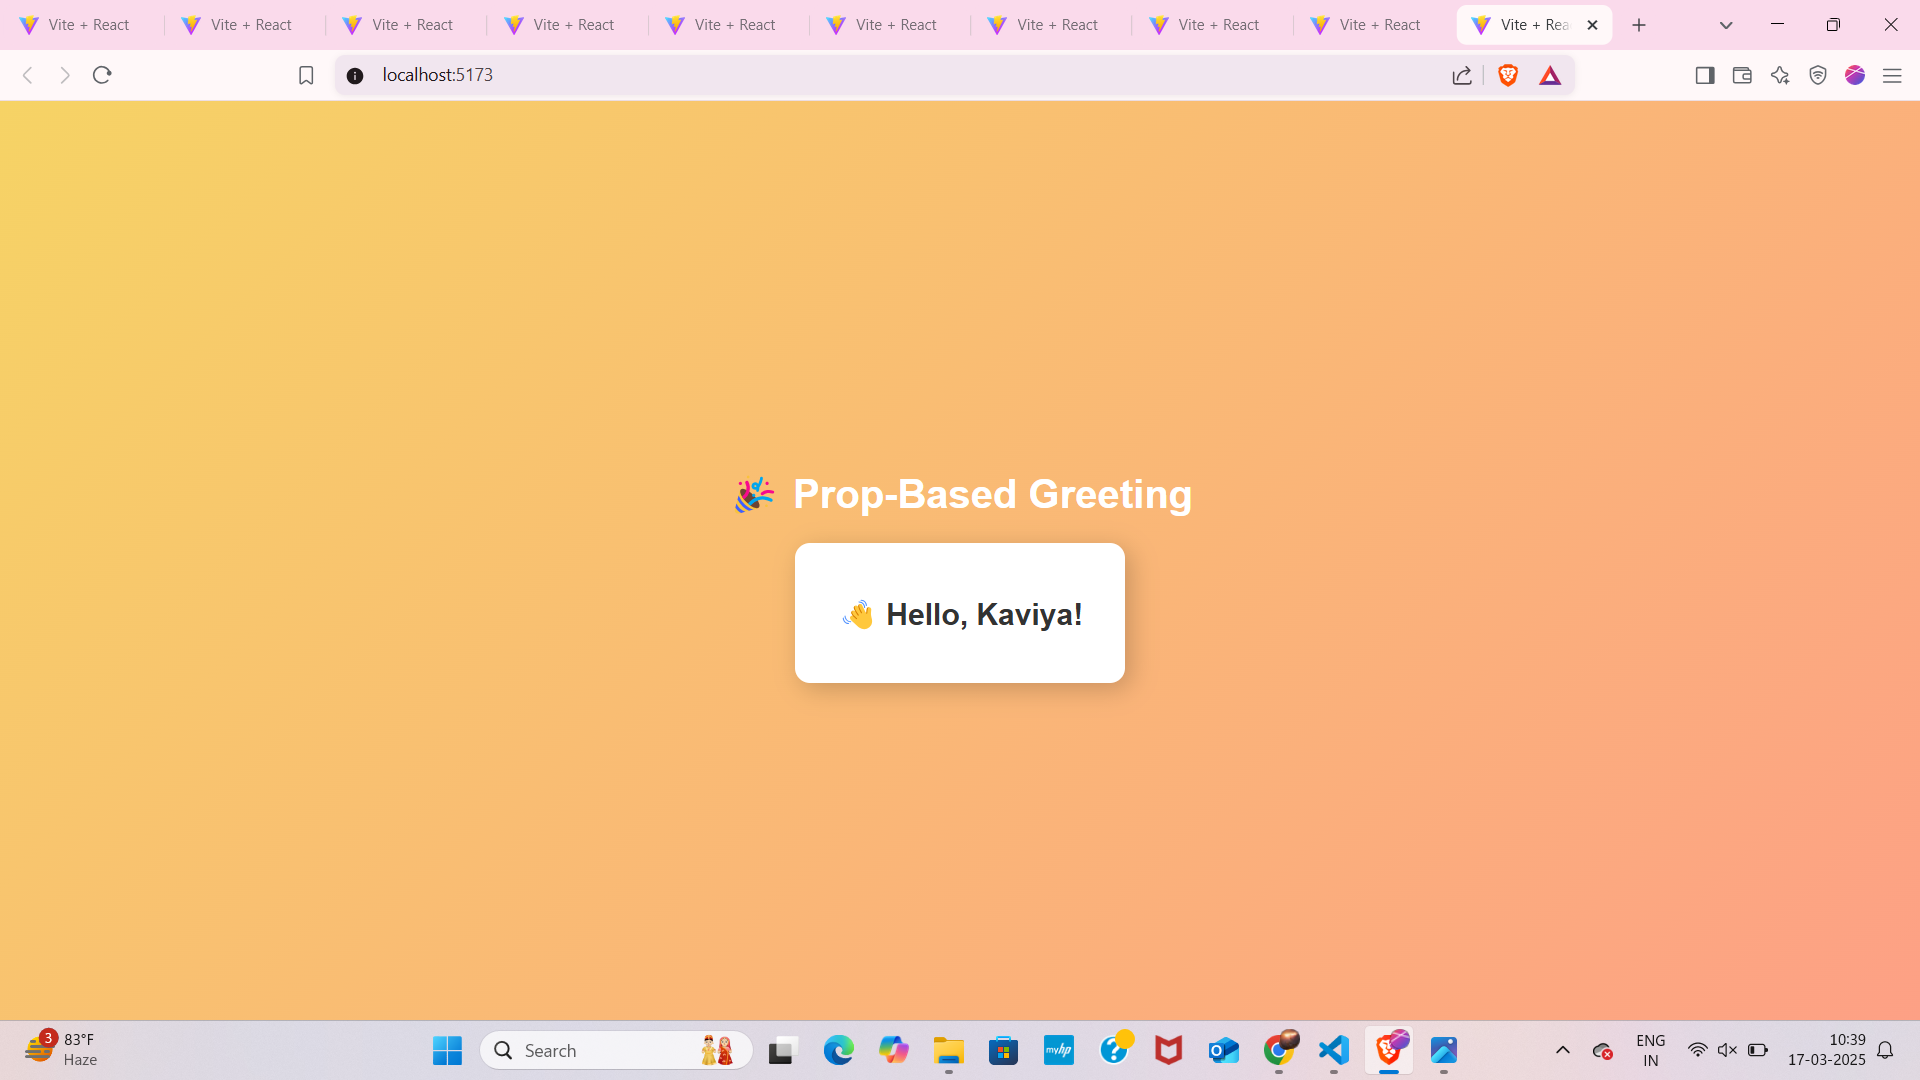 Vite + React
Vite + React
Vite + React
Vite + React
Vite + React
Vite + React
Vite + React
Vite + React
Vite + React
Vite + Rea
localhost:5173
🎉 Prop-Based Greeting
👋 Hello, Kaviya!
3
83°F
Haze
Search
myhp
ENG
IN
10:39
17-03-2025